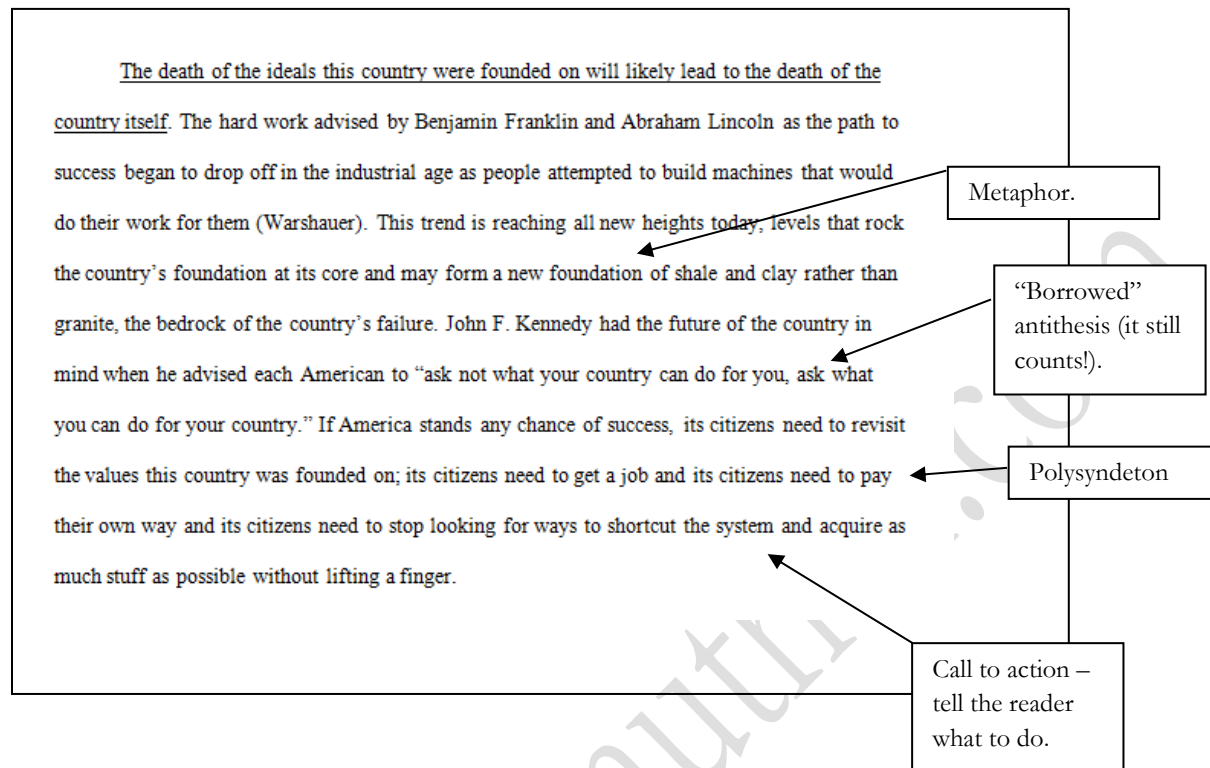 The death of the ideals this country were founded on will likely lead to the death of the
country itself. The hard work advised by Benjamin Franklin and Abraham Lincoln as the path to
success began to drop off in the industrial age as people attempted to build machines that would
do their work for them (Warshauer). This trend is reaching all new heights today, levels that rock
the country’s foundation at its core and may form a new foundation of shale and clay rather than
granite, the bedrock of the country’s failure. John F. Kennedy had the future of the country in
mind when he advised each American to “ask not what your country can do for you, ask what
you can do for your country.” If America stands any chance of success, its citizens need to revisit
the values this country was founded on; its citizens need to get a job and its citizens need to pay
their own way and its citizens need to stop looking for ways to shortcut the system and acquire as
much stuff as possible without lifting a finger.
Metaphor.
“Borrowed”
antithesis (it still
counts!).
Polysyndeton
Call to action –
tell the reader
what to do.